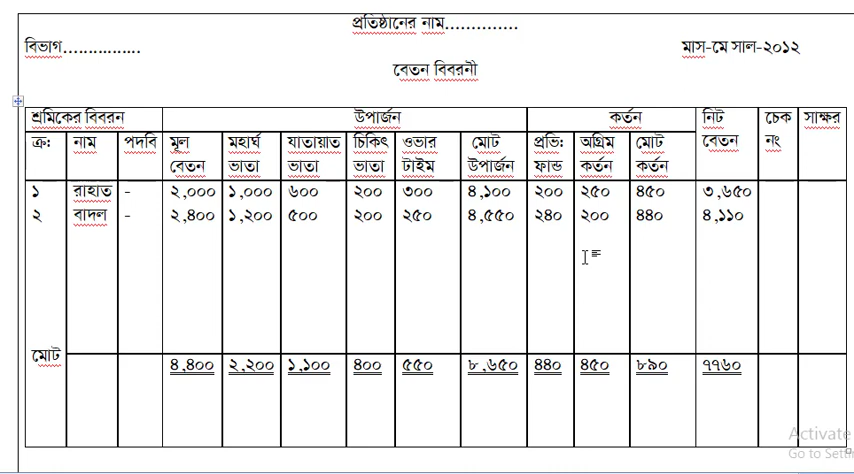 প্রতিষ্ঠানের নাম..............
বিভাগ............... মাস-মে সাল-২০১২
বেতন বিবরনী
শ্রমিকের বিবরন উপার্জন কর্তন নিট বেতন চেক নং সাক্ষর
ক্র: নাম পদবি মূল বেতন মহার্ঘ ভাতা যাতায়াত ভাতা চিকিৎ ভাতা ওভার টাইম মোট উপার্জন প্রভি: ফান্ড অগ্রিম কর্তন মোট কর্তন
১ রাহাত - ২,০০০ ১,০০০ ৬০০ ২০০ ৩০০ ৪,১০০ ২০০ ২৫০ ৪৫০ ৩,৬৫০
২ বাদল - ২,৪০০ ১,২০০ ৫০০ ২০০ ২৫০ ৪,৫৫০ ২৪০ ২০০ ৪৪০ ৪,১১০
মোট ৪,৪০০ ২,২০০ ১,১০০ ৪০০ ৫৫০ ৮,৬৫০ ৪৪০ ৪৫০ ৮৯০ ৭৭৬০
Activate
Go to Setti